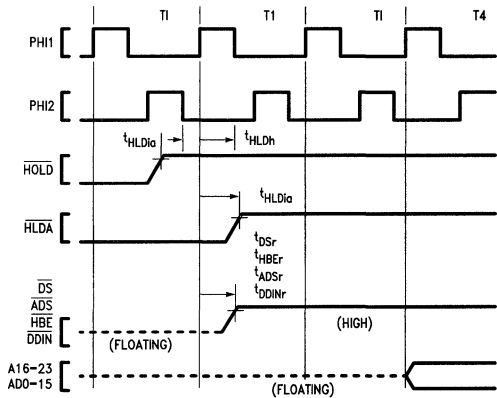 TI T1 TI T4
PHI1
PHI2
tHLDia tHLDh
HOLD
tHLDia
HLDA
tDSr
tHBEr
tADSr
tDDINr
DS
ADS
HBE
DDIN
(FLOATING)
(HIGH)
A16-23
AD0-15
(FLOATING)